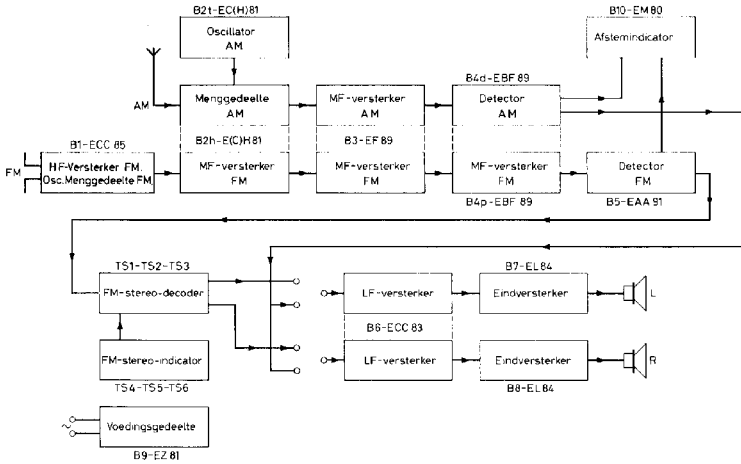 B2t-EC(H)81
B10-EM80
Oscillator
AM
Afstemindicator
B4d-EBF 89
AM
Menggedeelte
AM
MF-versterker
AM
Detector
AM
B1-ECC 85
B2h-E(C)H81
B3-EF89
FM
HF-Versterker FM.
Osc.Menggedeelte FM
MF-versterker
FM
MF-versterker
FM
MF-versterker
FM
Detector
FM
B4p-EBF 89
B5-EAA 91
TS1-TS2-TS3
B7-EL84
FM-stereo-decoder
LF-versterker
Eindversterker
L
B6-ECC 83
FM-stereo-indicator
LF-versterker
Eindversterker
R
TS4-TS5-TS6
B8-EL84
~
Voedingsgedeelte
B9-EZ 81